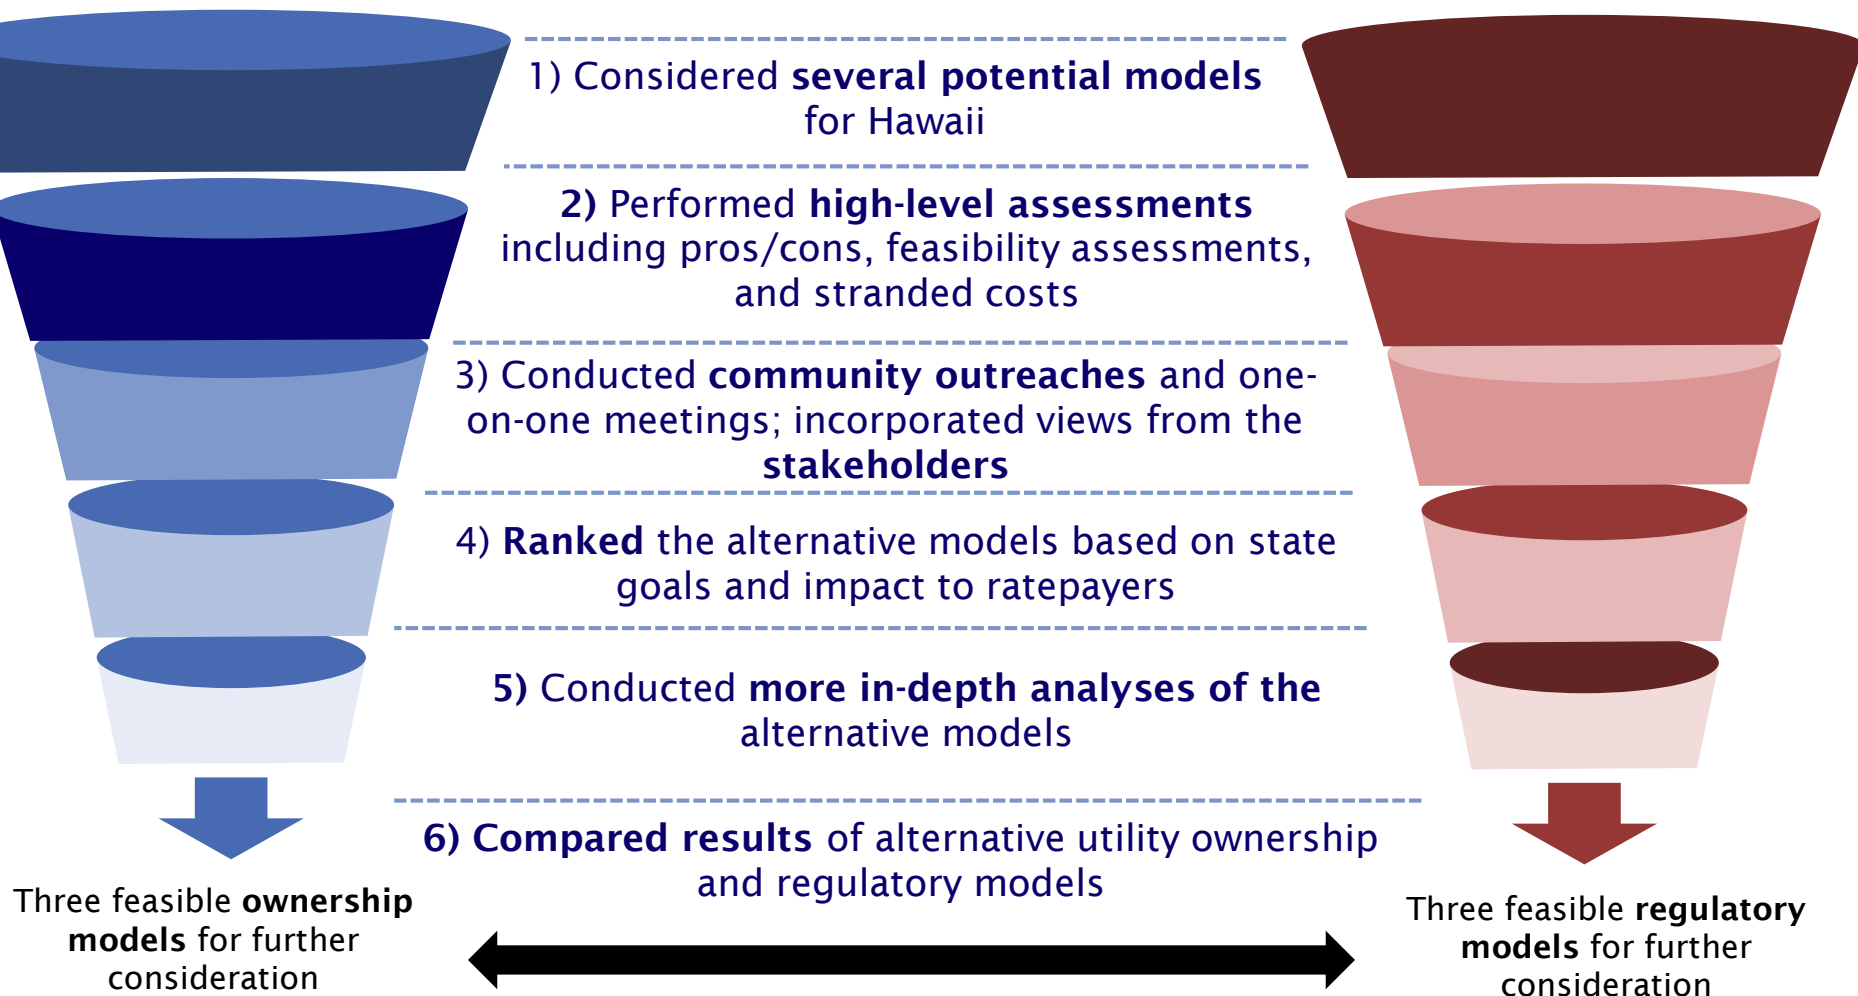 1) Considered several potential models
for Hawaii
2) Performed high-level assessments
including pros/cons, feasibility assessments,
and stranded costs
3) Conducted community outreaches and one-
on-one meetings; incorporated views from the
stakeholders
4) Ranked the alternative models based on state
goals and impact to ratepayers
5) Conducted more in-depth analyses of the
alternative models
6) Compared results of alternative utility ownership
and regulatory models
Three feasible ownership
models for further
consideration
Three feasible regulatory
models for further
consideration